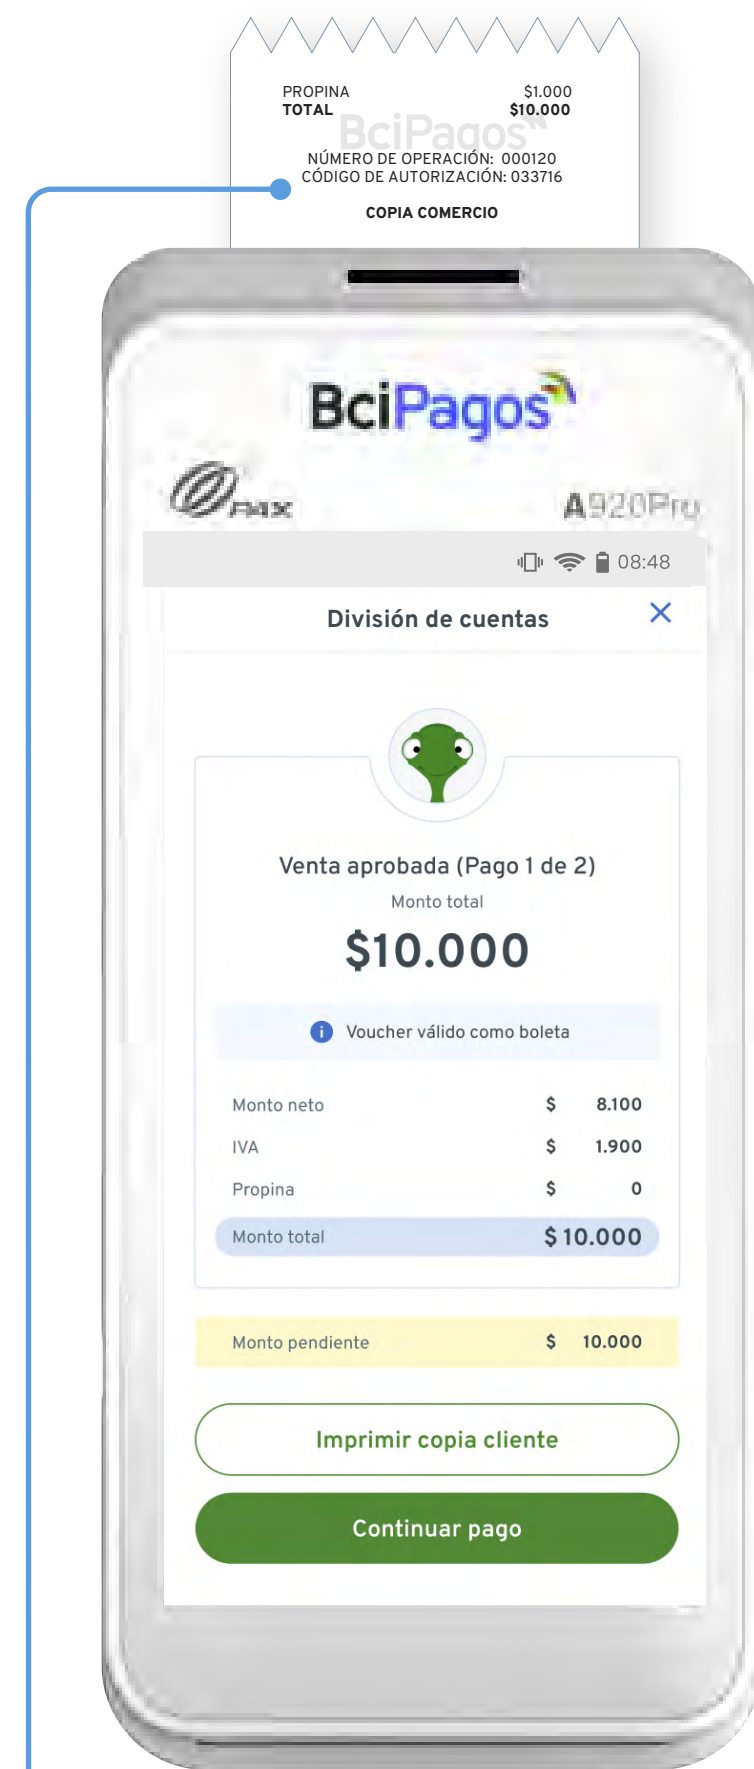 PROPINA $1.000
TOTAL $10.000
BciPagos
NÚMERO DE OPERACIÓN: 000120
CÓDIGO DE AUTORIZACIÓN: 033716
COPIA COMERCIO
BciPagos
PAX A920Pro
08:48
División de cuentas
Venta aprobada (Pago 1 de 2)
Monto total
$10.000
Voucher válido como boleta
Monto neto $ 8.100
IVA $ 1.900
Propina $ 0
Monto total $ 10.000
Monto pendiente $ 10.000
Imprimir copia cliente
Continuar pago